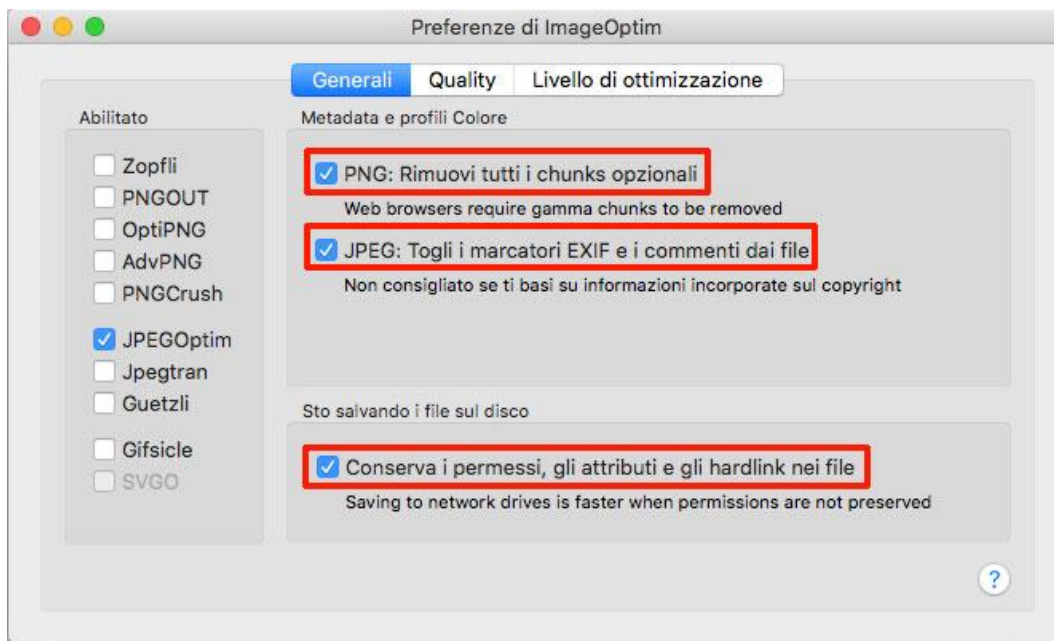 Preferenze di ImageOptim
Generali
Quality
Livello di ottimizzazione
Abilitato
Zopfli
PNGOUT
OptiPNG
AdvPNG
PNGCrush
JPEGOptim
Jpegtran
Guetzli
Gifsicle
SVGO
Metadata e profili Colore
PNG: Rimuovi tutti i chunks opzionali
Web browsers require gamma chunks to be removed
JPEG: Togli i marcatori EXIF e i commenti dai file
Non consigliato se ti basi su informazioni incorporate sul copyright
Sto salvando i file sul disco
Conserva i permessi, gli attributi e gli hardlink nei file
Saving to network drives is faster when permissions are not preserved
?